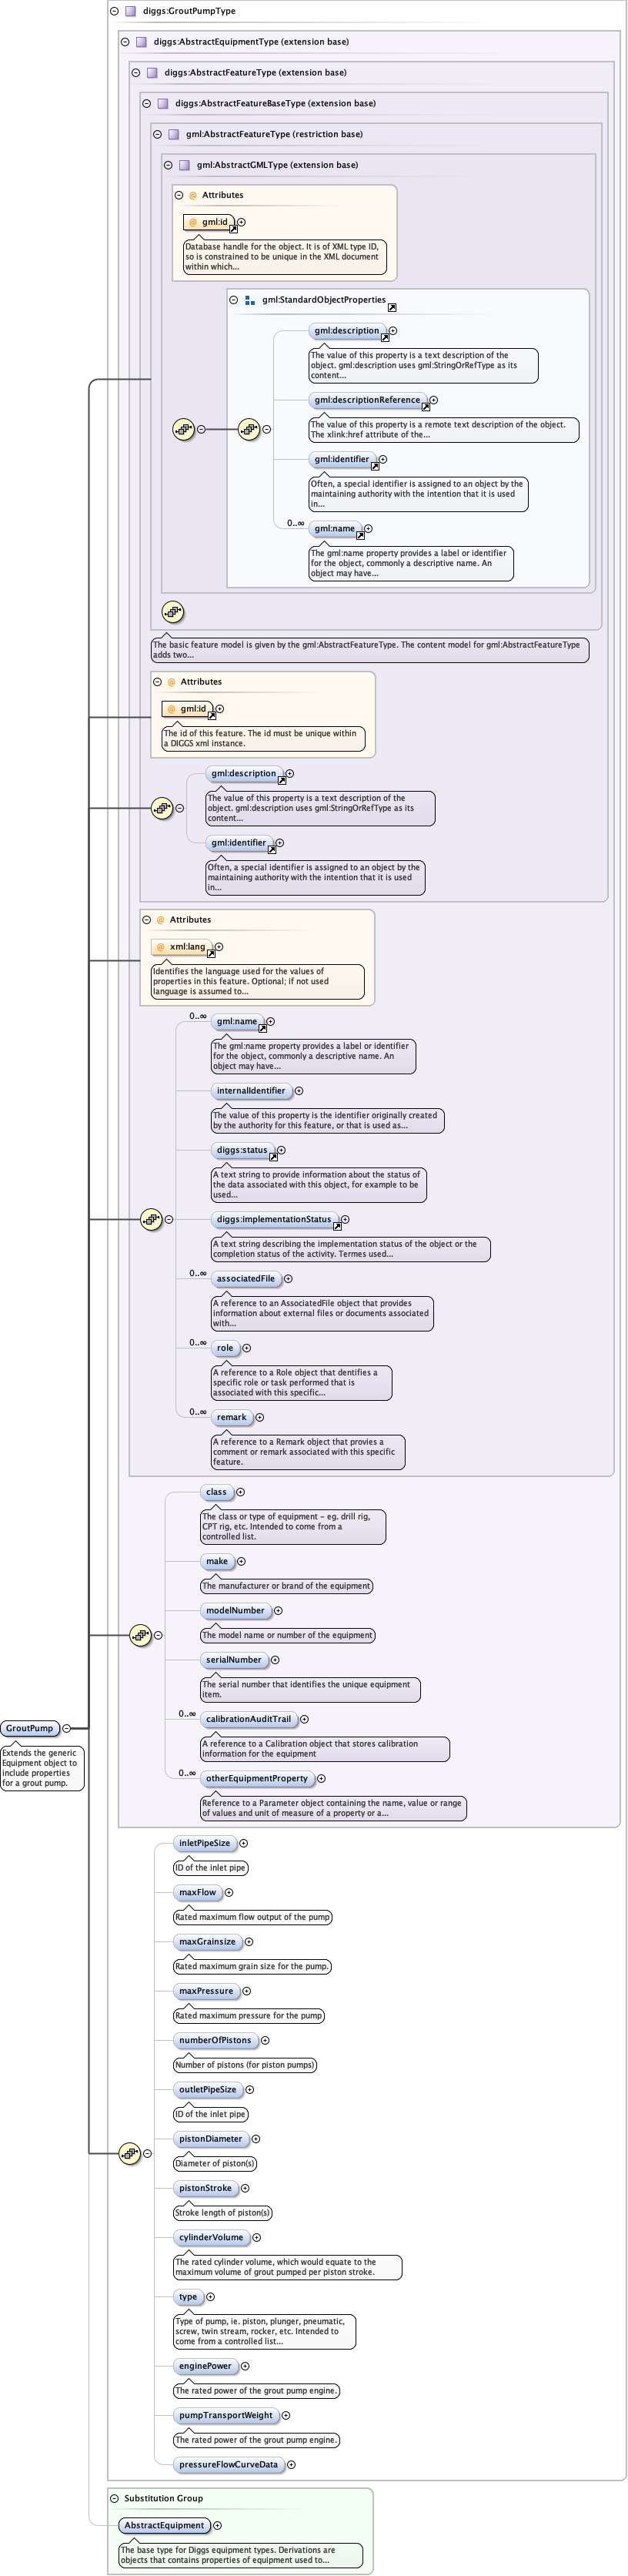 diggs:GroutPumpType
diggs:AbstractEquipmentType (extension base)
diggs:AbstractFeatureType (extension base)
diggs:AbstractFeatureBaseType (extension base)
gml:AbstractFeatureType (restriction base)
gml:AbstractGMLType (extension base)
@ Attributes
@ gml:id
Database handle for the object. It is of XML type ID,
so is constrained to be unique in the XML document
within which...
gml:StandardObjectProperties
gml:description
The value of this property is a text description of the
object. gml:description uses gml:StringOrRefType as its
content...
gml:descriptionReference
The value of this property is a remote text description of the object.
The xlink:href attribute of the...
gml:identifier
Often, a special identifier is assigned to an object by the
maintaining authority with the intention that it is used
in...
0..∞
gml:name
The gml:name property provides a label or identifier
for the object, commonly a descriptive name. An
object may have...
The basic feature model is given by the gml:AbstractFeatureType. The content model for gml:AbstractFeatureType
adds two...
@ Attributes
@ gml:id
The id of this feature. The id must be unique within
a DIGGS xml instance.
gml:description
The value of this property is a text description of the
object. gml:description uses gml:StringOrRefType as its
content...
gml:identifier
Often, a special identifier is assigned to an object by the
maintaining authority with the intention that it is used
in...
@ Attributes
@ xml:lang
Identifies the language used for the values of
properties in this feature. Optional; if not used
language is assumed to...
0..∞
gml:name
The gml:name property provides a label or identifier
for the object, commonly a descriptive name. An
object may have...
internalIdentifier
The value of this property is the identifier originally created
by the authority for this feature, or that is used as...
diggs:status
A text string to provide information about the status of
the data associated with this object, for example to be
used...
diggs:implementationStatus
A text string describing the implementation status of the object or the
completion status of the activity. Termes used...
0..∞
associatedFile
A reference to an AssociatedFile object that provides
information about external files or documents associated
with...
0..∞
role
A reference to a Role object that dentifies a
specific role or task performed that is
associated with this specific...
0..∞
remark
A reference to a Remark object that provies a
comment or remark associated with this specific
feature.
class
The class or type of equipment - eg. drill rig,
CPT rig, etc. Intended to come from a
controlled list.
make
The manufacturer or brand of the equipment
modelNumber
The model name or number of the equipment
serialNumber
The serial number that identifies the unique equipment
item.
0..∞
calibrationAuditTrail
A reference to a Calibration object that stores calibration
information for the equipment
0..∞
otherEquipmentProperty
Reference to a Parameter object containing the name, value or range
of values and unit of measure of a property or a...
GroutPump
Extends the generic
Equipment object to
include properties
for a grout pump.
inletPipeSize
ID of the inlet pipe
maxFlow
Rated maximum flow output of the pump
maxGrainsize
Rated maximum grain size for the pump.
maxPressure
Rated maximum pressure for the pump
numberOfPistons
Number of pistons (for piston pumps)
outletPipeSize
ID of the inlet pipe
pistonDiameter
Diameter of piston(s)
pistonStroke
Stroke length of piston(s)
cylinderVolume
The rated cylinder volume, which would equate to the
maximum volume of grout pumped per piston stroke.
type
Type of pump, ie. piston, plunger, pneumatic,
screw, twin stream, rocker, etc. Intended to
come from a controlled list...
enginePower
The rated power of the grout pump engine.
pumpTransportWeight
The rated power of the grout pump engine.
pressureFlowCurveData
Substitution Group
AbstractEquipment
The base type for Diggs equipment types. Derivations are
objects that contains properties of equipment used to...